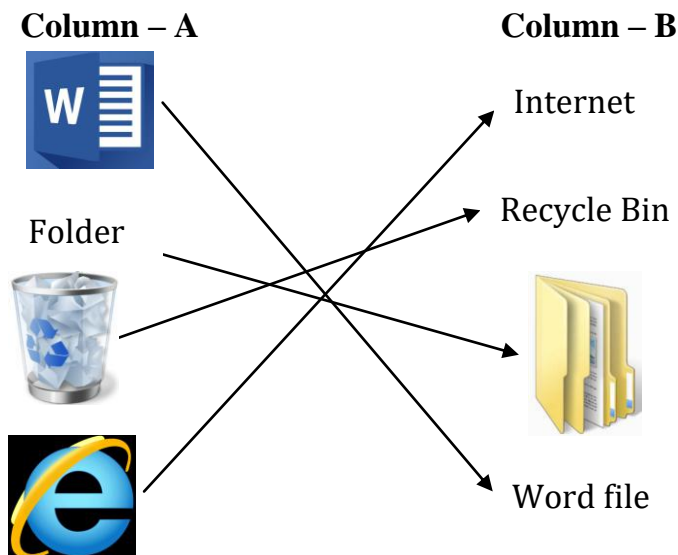 Column – A
Column – B
W
Internet
Recycle Bin
Folder
Word file